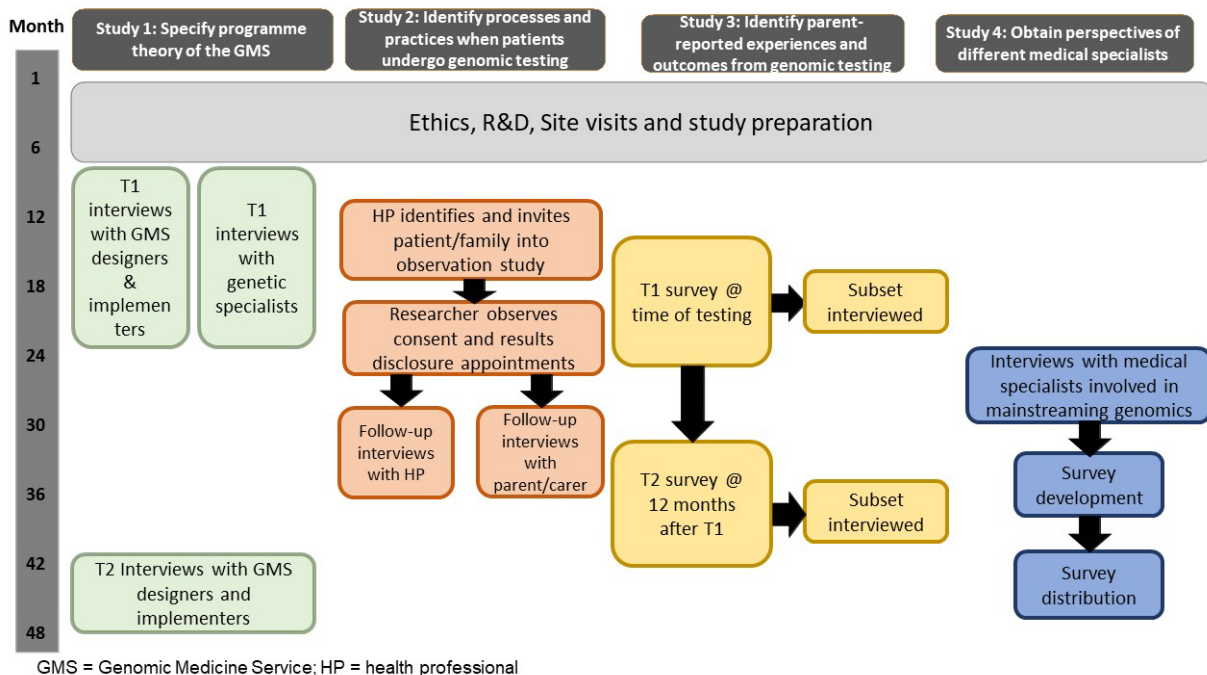 Month
Study 1: Specify programme
theory of the GMS
Study 2: Identify processes and
practices when patients
undergo genomic testing
Study 3: Identify parent-
reported experiences and
outcomes from genomic testing
Study 4: Obtain perspectives of
different medical specialists
1
6
12
18
24
30
36
42
48
Ethics, R&D, Site visits and study preparation
T1
interviews
with GMS
designers
&
implemen
ters
T1
interviews
with
genetic
specialists
T2 Interviews with GMS
designers and
implementers
HP identifies and invites
patient/family into
observation study
Researcher observes
consent and results
disclosure appointments
Follow-up
interviews
with HP
Follow-up
interviews
with
parent/carer
T1 survey @
time of testing
Subset
interviewed
T2 survey @
12 months
after T1
Subset
interviewed
Interviews with medical
specialists involved in
mainstreaming genomics
Survey
development
Survey
distribution
GMS = Genomic Medicine Service; HP = health professional